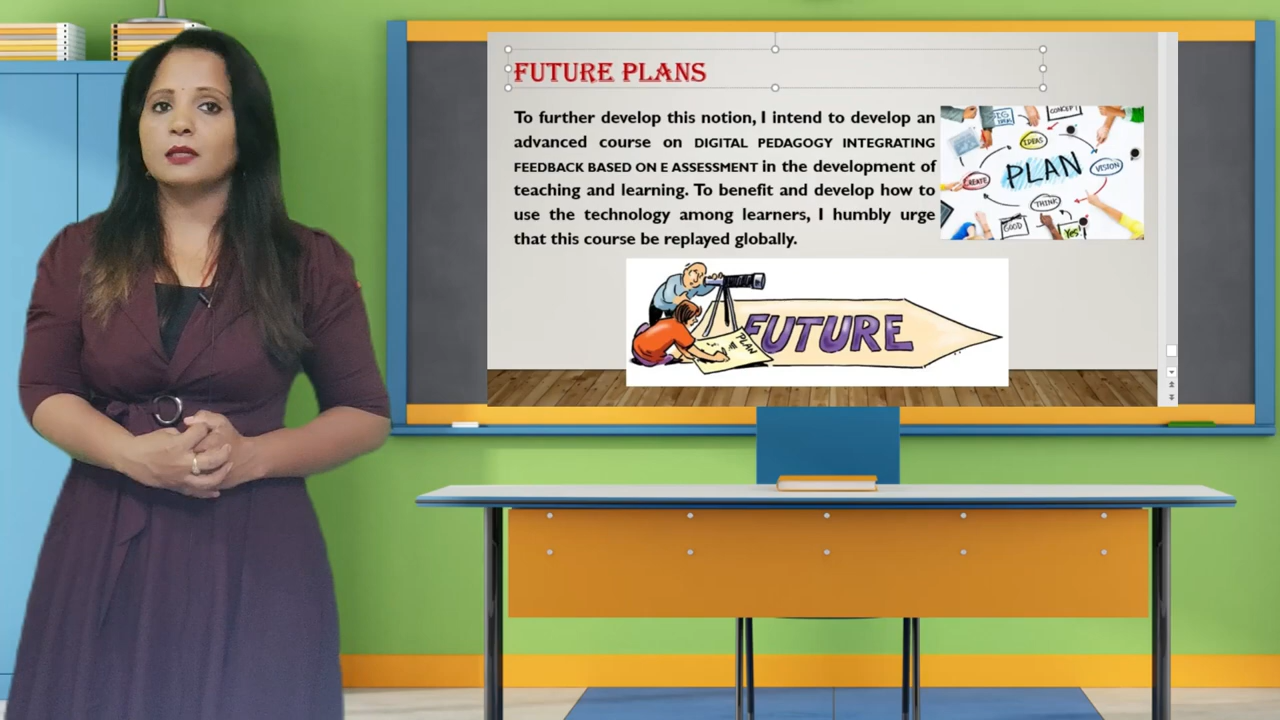 FUTURE PLANS
To further develop this notion, I intend to develop an
advanced course on DIGITAL PEDAGOGY INTEGRATING
FEEDBACK BASED ON E ASSESSMENT in the development of
teaching and learning. To benefit and develop how to
use the technology among learners, I humbly urge
that this course be replayed globally.
BIG
IDEA
CONCEPT
IDEAS
PLAN
VISION
CREATE
THINK
GOOD
Yes!
PLAN
FUTURE